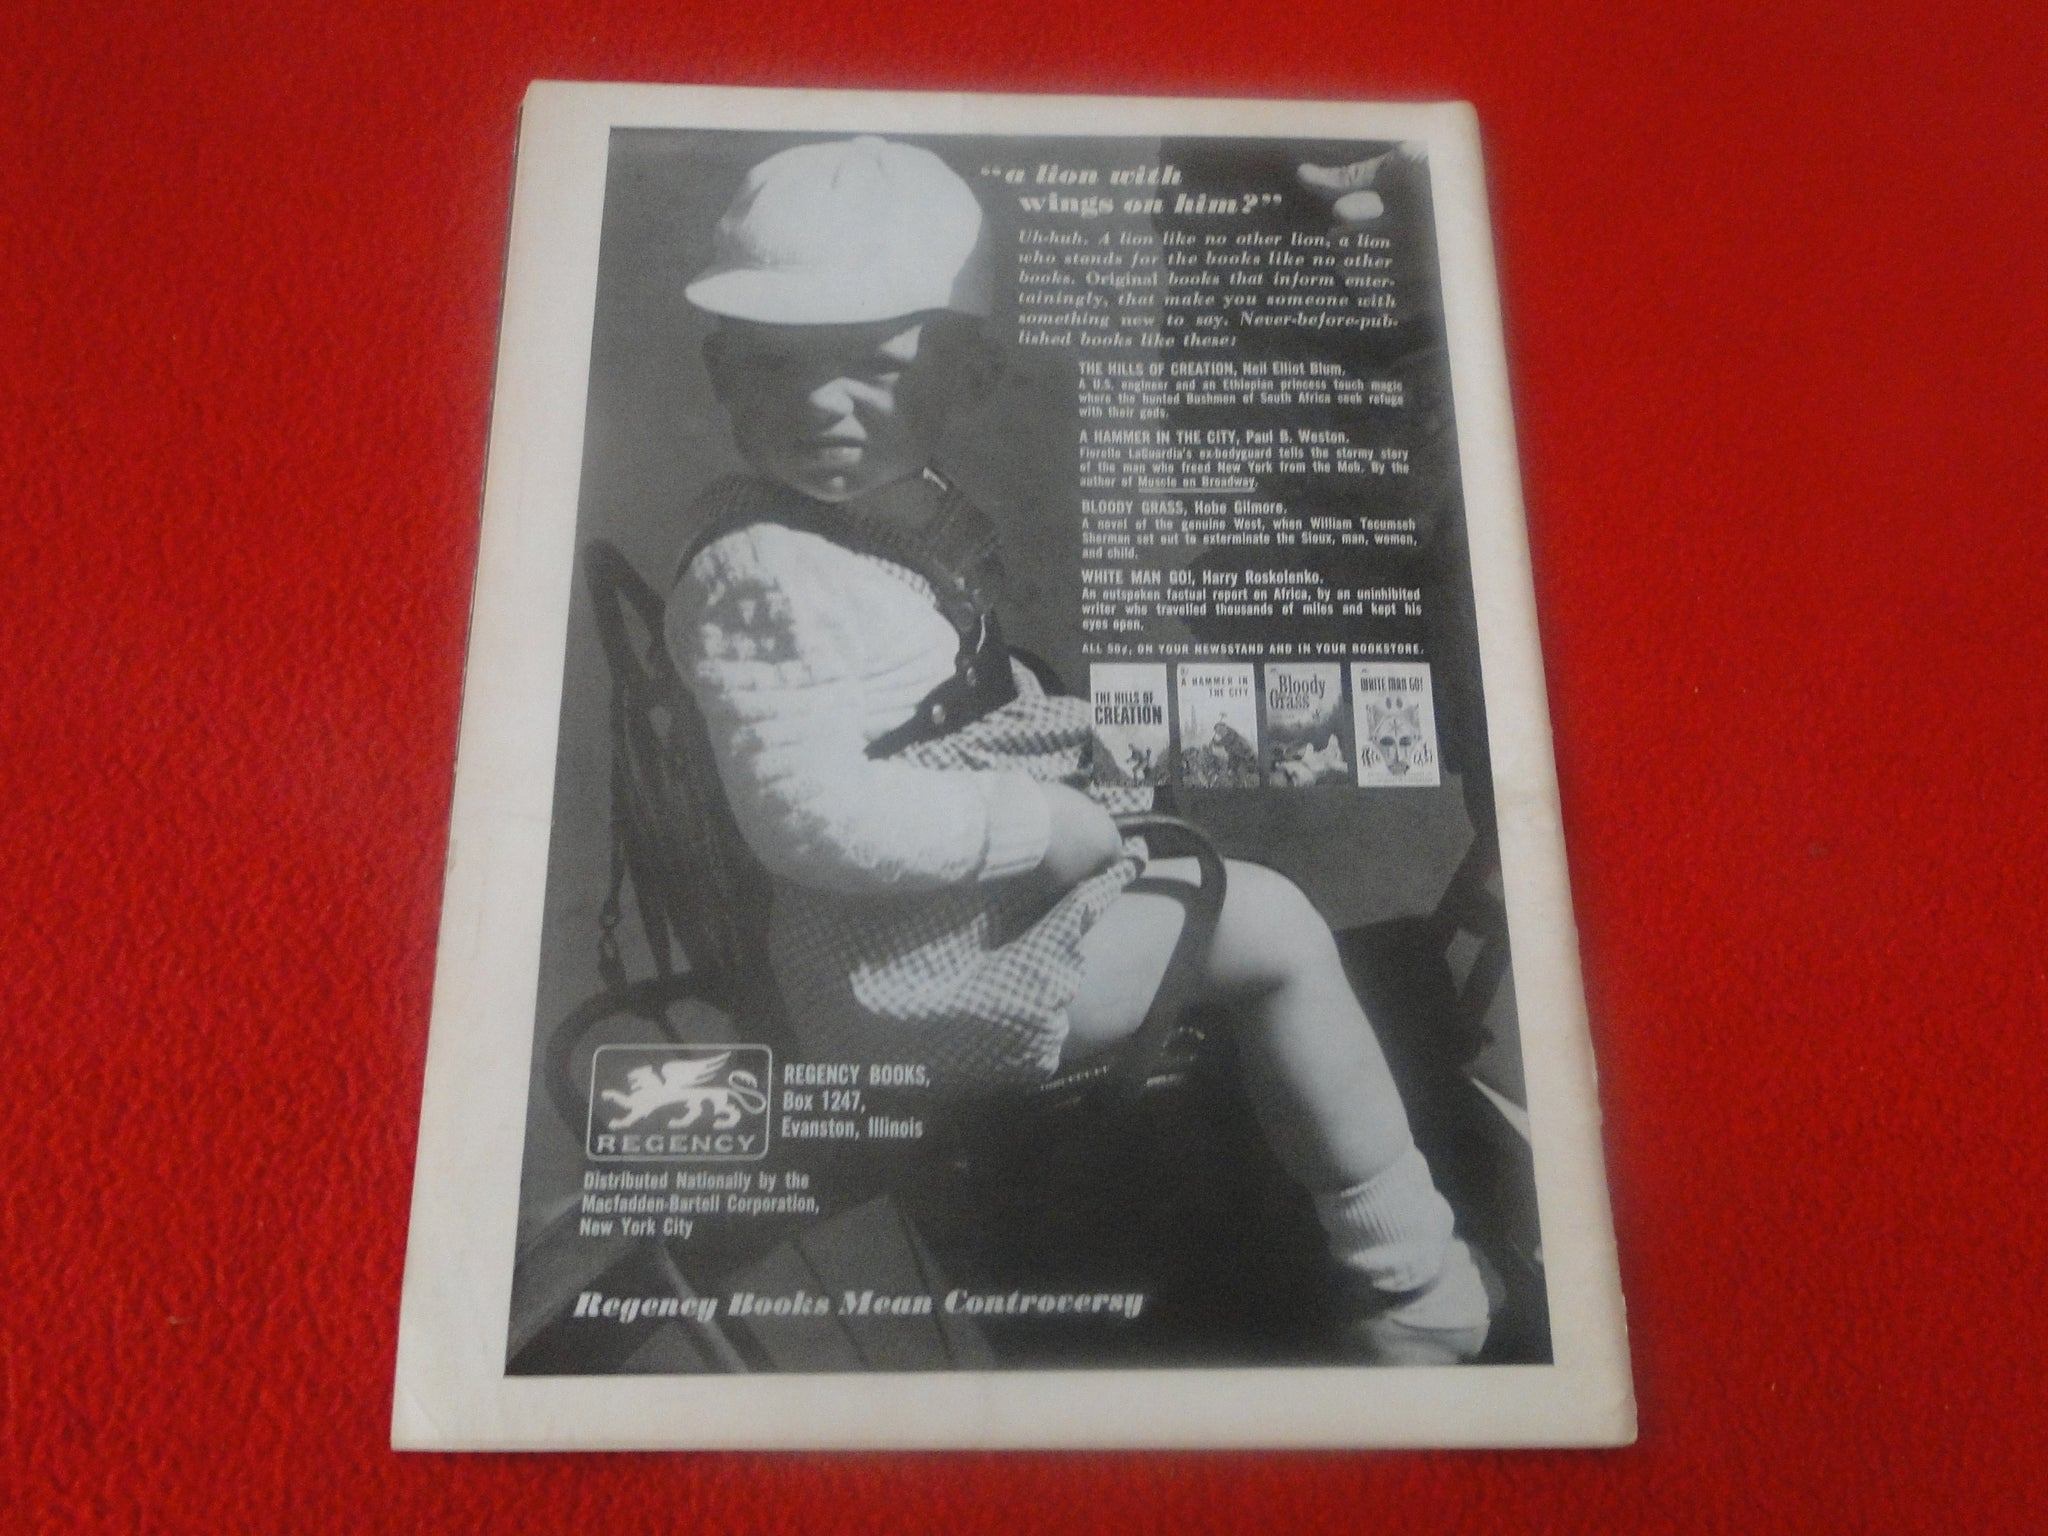 “a lion with
wings on him?”
Uh-huh. A lion like no other lion, a lion
who stands for the books like no other
books. Original books that inform enter-
tainingly, that make you someone with
something new to say. Never-before-pub-
lished books like these:
THE HILLS OF CREATION, Neil Elliot Blum.
A U.S. engineer and an Ethiopian princess touch magic
where the hunted Bushmen of South Africa seek refuge
with their gods.
A HAMMER IN THE CITY, Paul B. Weston.
Fiorello LaGuardia's ex-bodyguard tells the stormy story
of the man who freed New York from the Mob. By the
author of Muscle on Broadway.
BLOODY GRASS, Hobe Gilmore.
A novel of the genuine West, when William Tecumseh
Sherman set out to exterminate the Sioux, man, women,
and child.
WHITE MAN GO!, Harry Roskolenko.
An outspoken factual report on Africa, by an uninhibited
writer who travelled thousands of miles and kept his
eyes open.
ALL 50¢, ON YOUR NEWSSTAND AND IN YOUR BOOKSTORE.
THE HILLS OF
CREATION
A HAMMER IN
THE CITY
Bloody
Grass
WHITE MAN GO!
REGENCY
REGENCY BOOKS,
Box 1247,
Evanston, Illinois
Distributed Nationally by the
Macfadden-Bartell Corporation,
New York City
Regency Books Mean Controversy